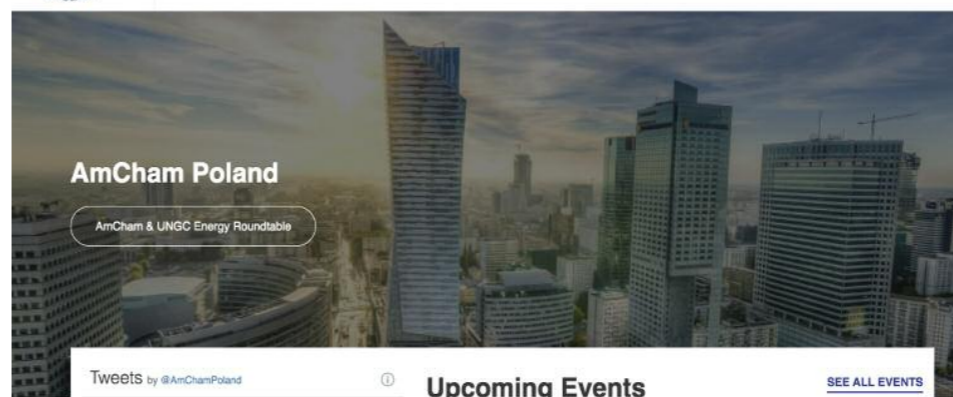 AmCham Poland
AmCham & UNGC Energy Roundtable
Tweets by @AmChamPoland
Upcoming Events
SEE ALL EVENTS